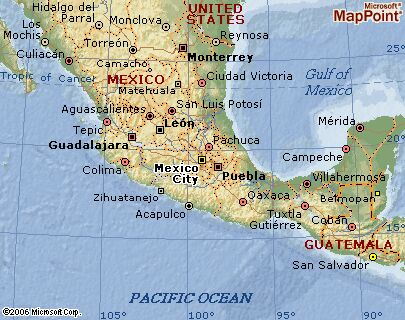 Hidalgo del Parral
UNITED STATES
Microsoft®
MapPoint®
Los Mochis
Monclova
Reynosa
25°
Torreón
Monterrey
Culiacán
Camacho
Gulf of Mexico
Tropic of Cancer
MEXICO
Ciudad Victoria
Matehuala
San Luis Potosí
Aguascalientes
20°
Tepic
León
Mérida
Guadalajara
Pachuca
Campeche
Colima
Mexico City
Puebla
Villahermosa
Zihuatanejo
Oaxaca
Belmopan
Acapulco
Tuxtla Gutiérrez
Cobán
15°
GUATEMALA
San Salvador
PACIFIC OCEAN
©2006 Microsoft Corp.
105°
100°
95°
90°